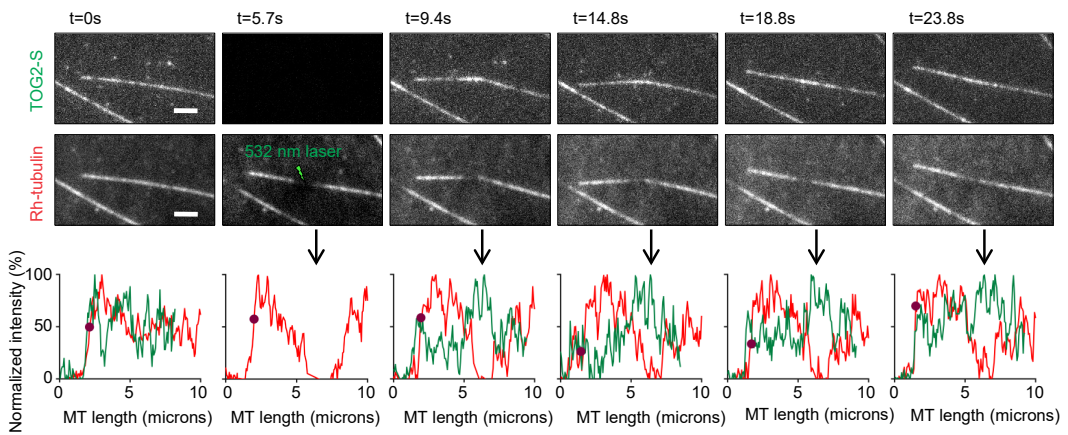 t=0s t=5.7s t=9.4s t=14.8s t=18.8s t=23.8s
TOG2-S
Rh-tubulin
532 nm laser
Normalized intensity (%)
100
50
0
0 5 10 0 5 10 0 5 10 0 5 10 0 5 10 0 5 10
MT length (microns) MT length (microns) MT length (microns) MT length (microns) MT length (microns) MT length (microns)